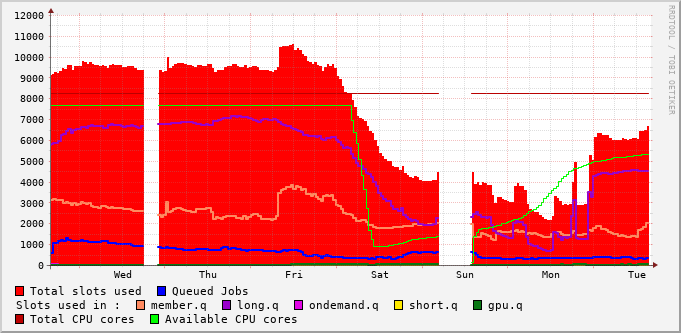 RRDTOOL / TOBI OETIKER
12000
11000
10000
9000
8000
7000
6000
5000
4000
3000
2000
1000
0
Wed Thu Fri Sat Sun Mon Tue
Total slots used Queued Jobs
Slots used in : member.q long.q ondemand.q short.q gpu.q
Total CPU cores Available CPU cores